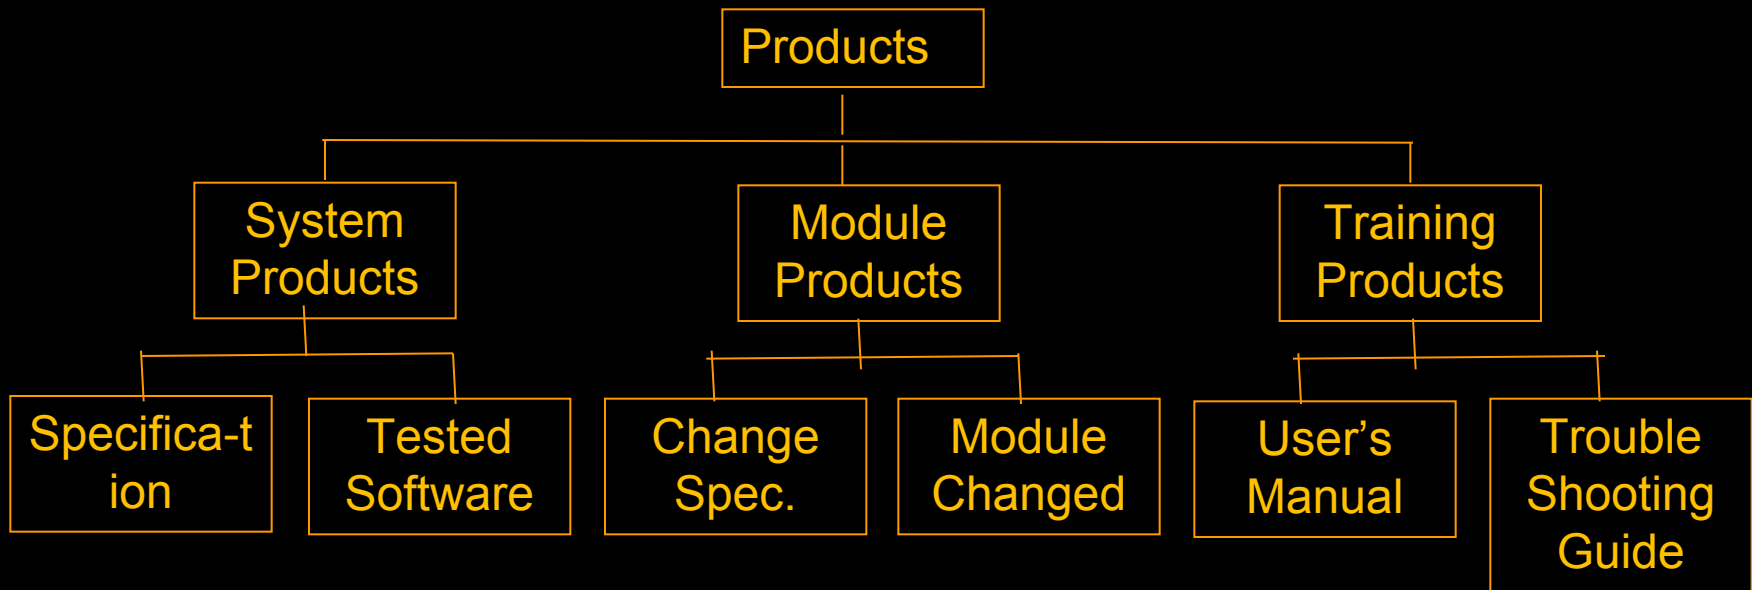 Products
System
Products
Module
Products
Training
Products
Specifica-t
ion
Tested
Software
Change
Spec.
Module
Changed
User’s
Manual
Trouble
Shooting
Guide